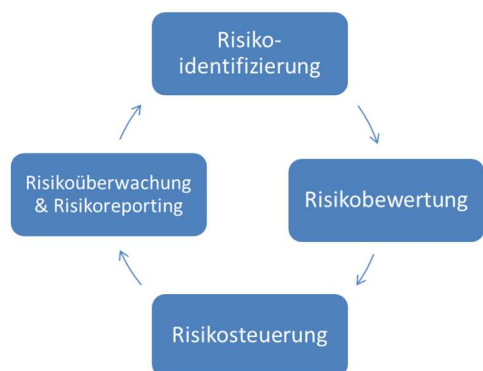 Risiko-
identifizierung
Risikobewertung
Risikosteuerung
Risikoüberwachung
& Risikoreporting